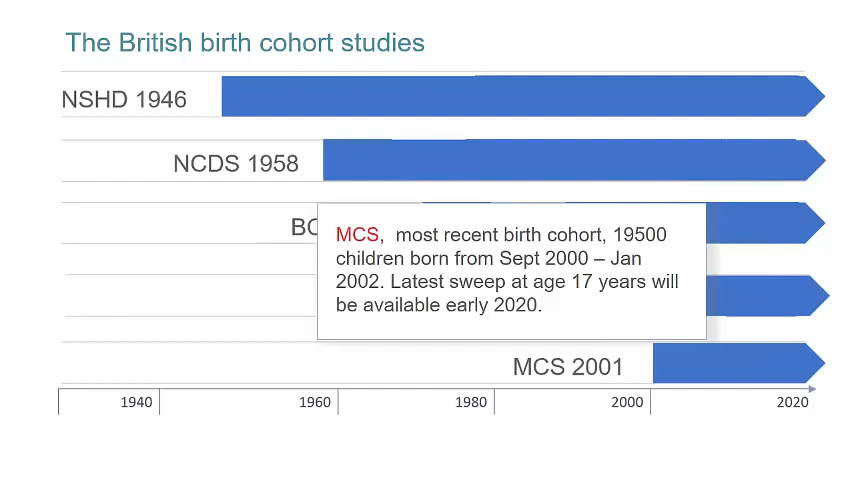 The British birth cohort studies
NSHD 1946
NCDS 1958
MCS, most recent birth cohort, 19500
children born from Sept 2000 – Jan
2002. Latest sweep at age 17 years will
be available early 2020.
MCS 2001
1940 1960 1980 2000 2020